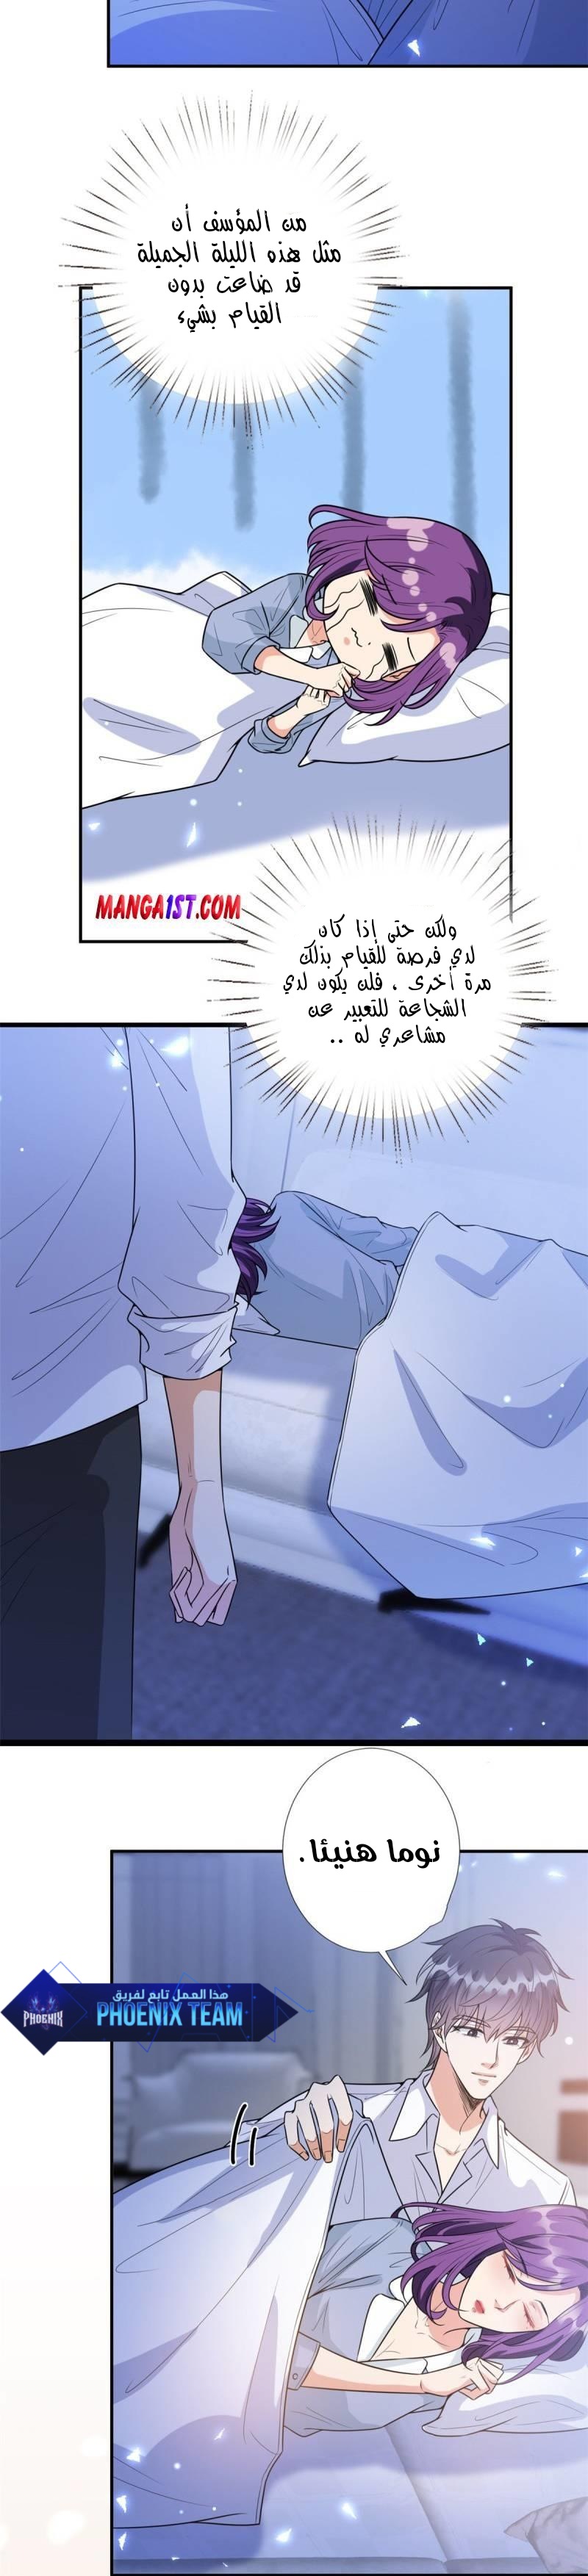 من المؤسف أن
مثل هذه الليلة الجميلة
قد ضاعت بدون
القيام بشيء
MANGA1ST.COM
ولكن حتى إذا كان
لدي فرصة للقيام بذلك
مرة أخرى ، فلن يكون لدي
الشجاعة للتعبير عن
مشاعري له ..
نوما هنيئا.
هذا العمل تابع لفريق
PHOENIX TEAM
PHOENIX